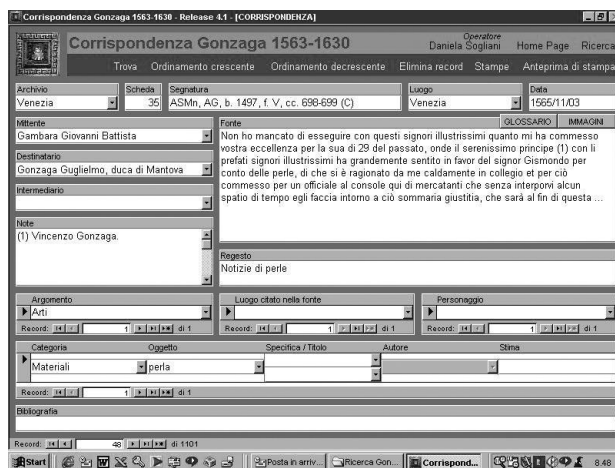 Corrispondenza Gonzaga 1563-1630 - Release 4.1 - [CORRISPONDENZA]
Corrispondenza Gonzaga 1563-1630
Operatore
Daniela Sogliani
Home Page
Ricerca
Trova
Ordinamento crescente
Ordinamento decrescente
Elimina record
Stampe
Anteprima di stampa
Archivio
Scheda
Segnatura
Luogo
Data
Venezia
35
ASMn, AG, b. 1497, f. V, cc. 698-699 (C)
Venezia
1565/11/03
Mittente
Gambara Giovanni Battista
Destinatario
Gonzaga Guglielmo, duca di Mantova
Intermediario
Note
(1) Vincenzo Gonzaga.
Fonte
GLOSSARIO
IMMAGINI
Non ho mancato di esseguire con questi signori illustrissimi quanto mi ha commesso
vostra eccellenza per la sua di 29 del passato, onde il serenissimo principe (1) con li
prefati signori illustrissimi ha grandemente sentito in favor del signor Gismondo per
conto delle perle, di che si è ragionato da me caldamente in collegio et per ciò
commesso per un officiale al console qui di mercatanti che senza interporvi alcun
spatio di tempo egli faccia intorno a ciò sommaria giustitia, che sarà al fin di questa ...
Regesto
Notizie di perle
Argomento
Arti
Record: 1 di 1
Luogo citato nella fonte
Record: 1 di 1
Personaggio
Record: 1 di 1
Categoria
Oggetto
Specifica / Titolo
Autore
Stima
Materiali
perla
Record: 1 di 1
Bibliografia
Record: 48 di 1101
Start
Posta in arriv...
Ricerca Gon...
Corrispond...
8.48